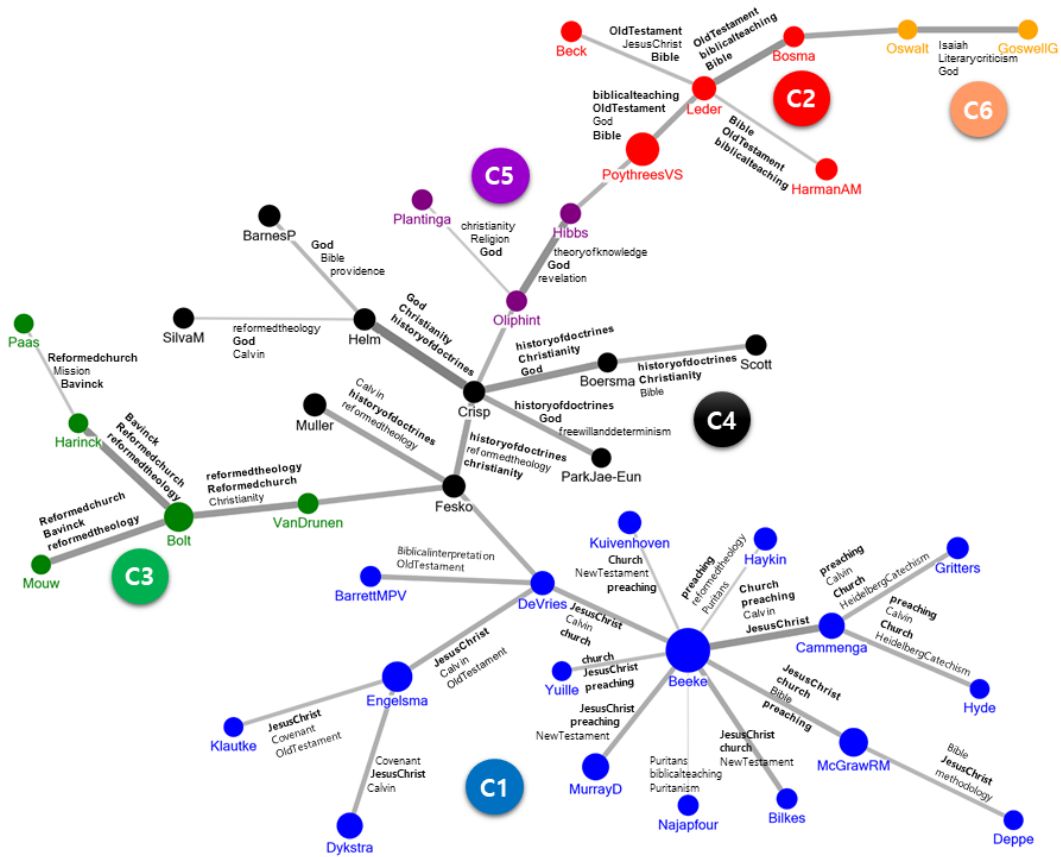 OldTestament
JesusChrist
Bible
Beck
OldTestament
biblicalteaching
Bible
Bosma
Oswalt
GoswellG
Isaiah
Literarycriticism
God
C2
C6
Leder
biblicalteaching
OldTestament
God
Bible
Bible
OldTestament
biblicalteaching
PoythreesVS
HarmanAM
C5
Plantinga
christianity
Religion
God
Hibbs
theoryofknowledge
God
revelation
BarnesP
God
Bible
providence
Oliphint
God
Christianity
historyofdoctrines
SilvaM
reformedtheology
God
Calvin
Helm
Paas
Reformedchurch
Mission
Bavinck
historyofdoctrines
Christianity
God
Boersma
Scott
historyofdoctrines
Christianity
Bible
Crisp
Calvin
historyofdoctrines
reformedtheology
Muller
historyofdoctrines
God
freewillanddeterminism
ParkJae-Eun
C4
Harinck
Bavinck
Reformedchurch
reformedtheology
historyofdoctrines
reformedtheology
christianity
reformedtheology
Reformedchurch
Christianity
Fesko
Reformedchurch
Bavinck
reformedtheology
Bolt
VanDrunen
Mouw
C3
Kuivenhoven
Church
NewTestament
preaching
preaching
reformedtheology
Puritans
Haykin
Biblicalinterpretation
OldTestament
BarrettMPV
DeVries
preaching
Calvin
Church
HeidelbergCatechism
Gritters
Church
preaching
Calvin
JesusChrist
JesusChrist
Calvin
church
Cammenga
preaching
Calvin
Church
HeidelbergCatechism
Hyde
JesusChrist
Calvin
OldTestament
Engelsma
church
JesusChrist
preaching
Yuille
Beeke
JesusChrist
church
Bible
preaching
Klautke
JesusChrist
Covenant
OldTestament
JesusChrist
preaching
NewTestament
JesusChrist
church
NewTestament
Covenant
JesusChrist
Calvin
C1
MurrayD
Puritans
biblicalteaching
Puritanism
McGrawRM
Bible
JesusChrist
methodology
Dykstra
Najapfour
Bilkes
Deppe